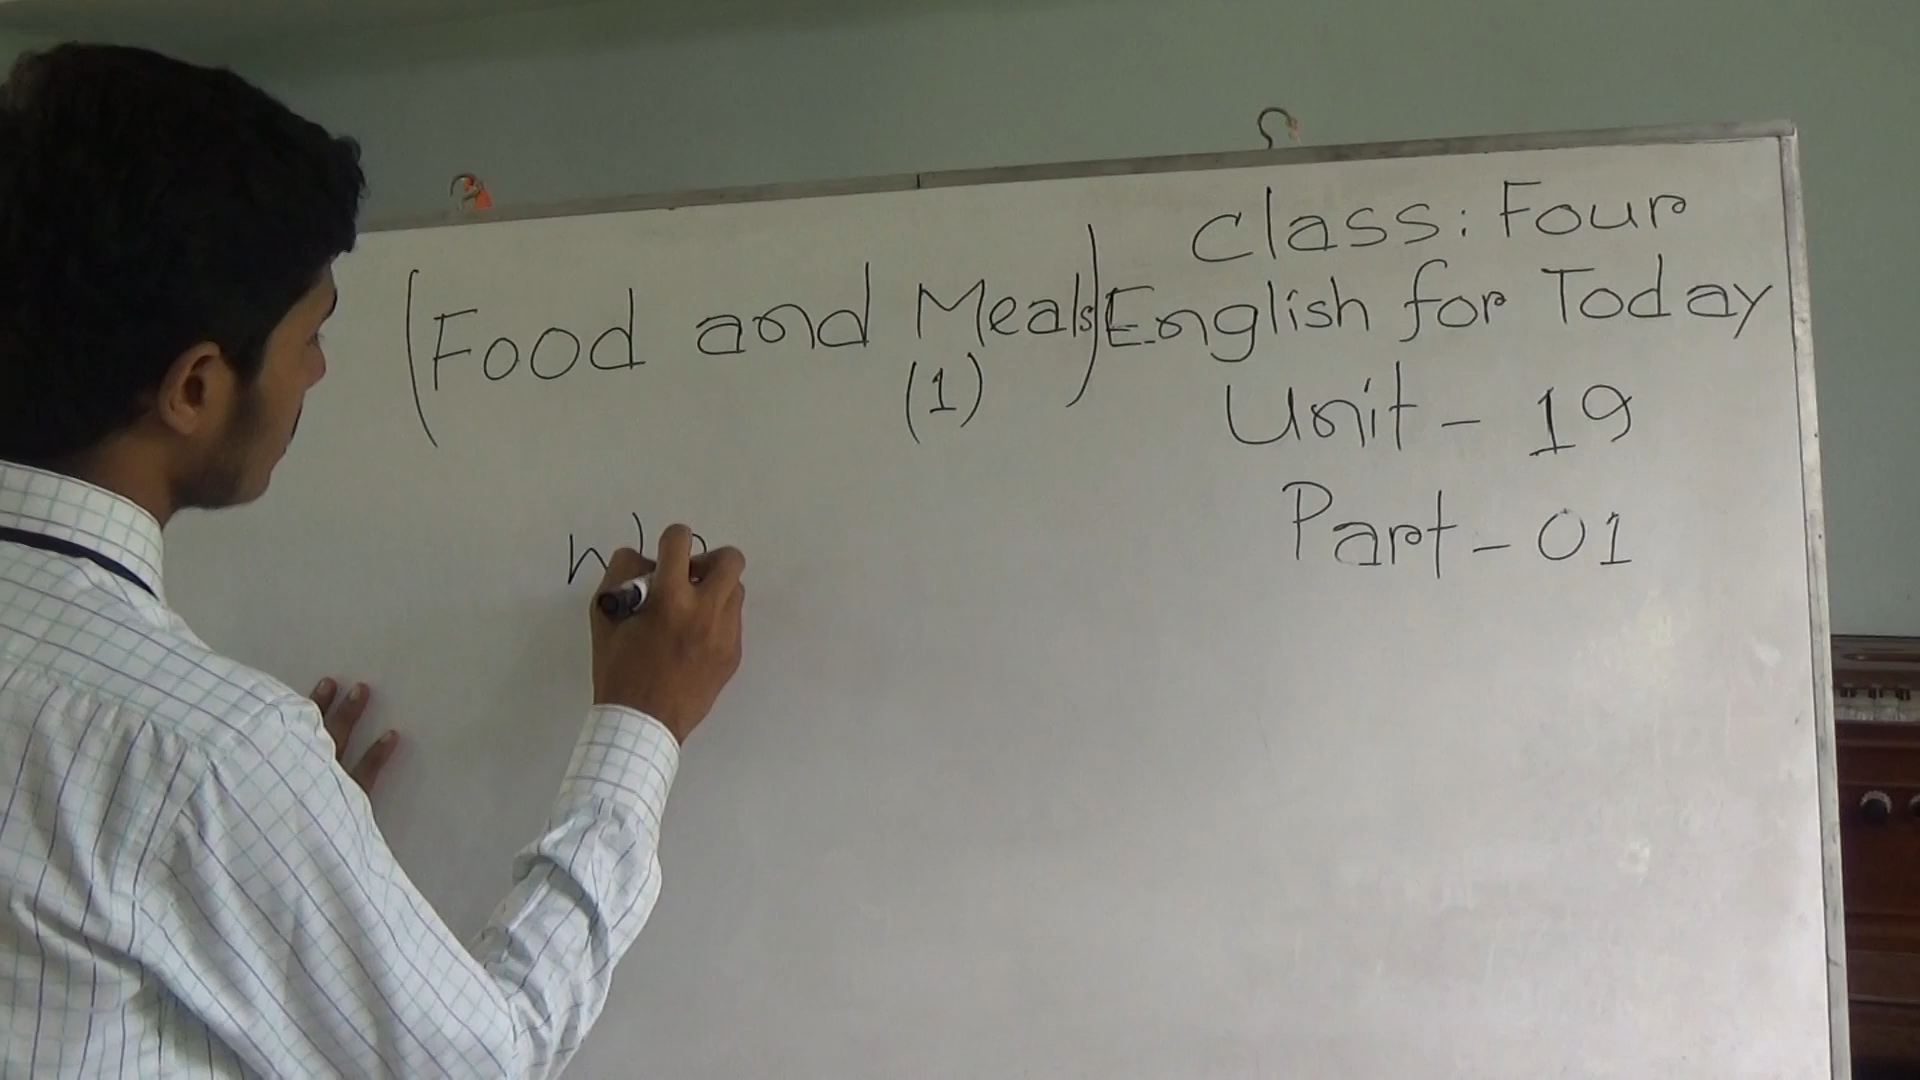 Class: Four
(Food and Meals) English for Today
(1)
Unit - 19
Part - 01